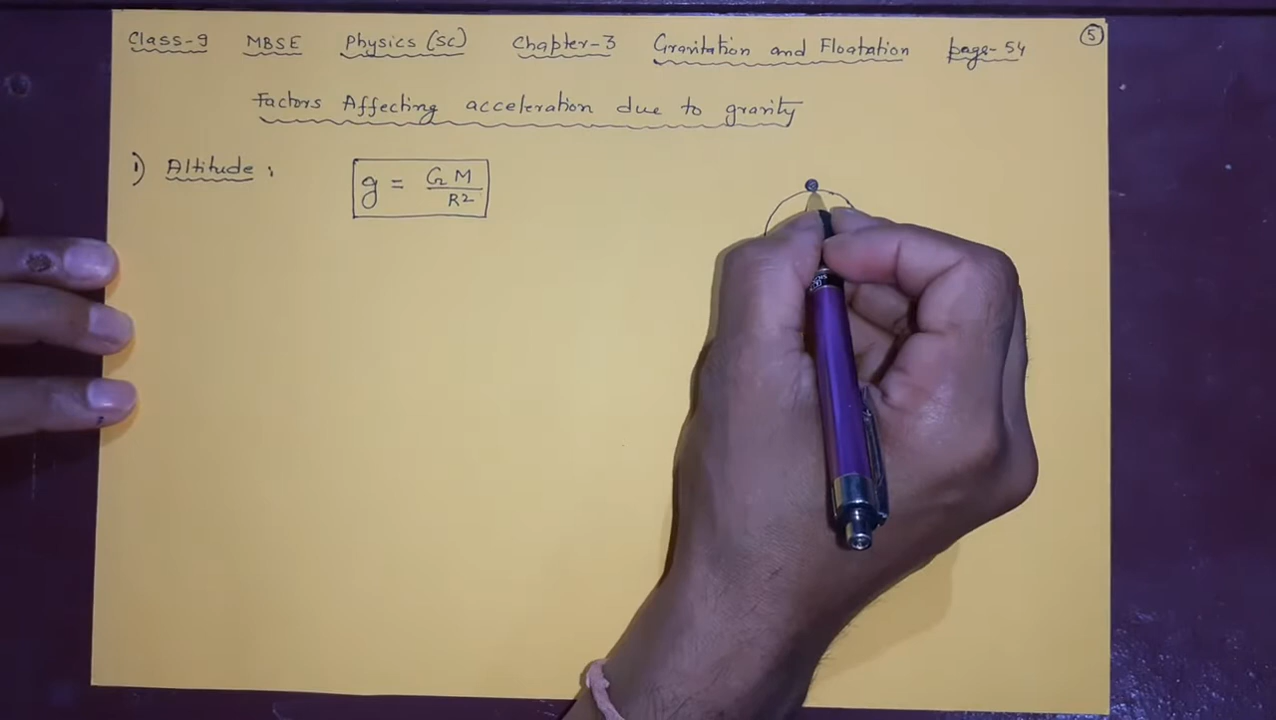 Class-9 MBSE Physics (SC) Chapter-3 Gravitation and Floatation page-54 5
Factors Affecting acceleration due to gravity
1) Altitude :
g = GM/R²